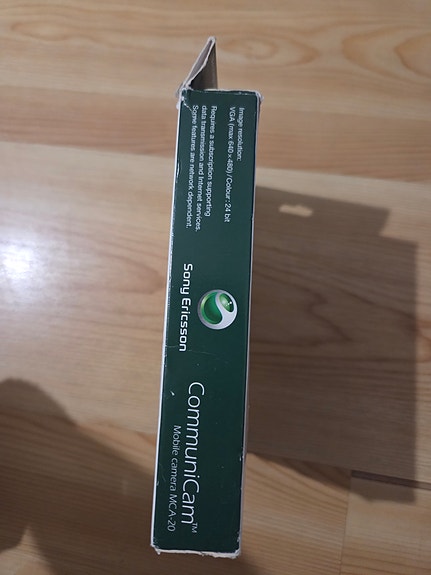 Image resolution:
VGA (max 640 x 480) / Colour: 24 bit
Requires a subscription supporting
data transmission and Internet services.
Some features are network dependent.
Sony Ericsson
CommuniCam™
Mobile camera MCA-20